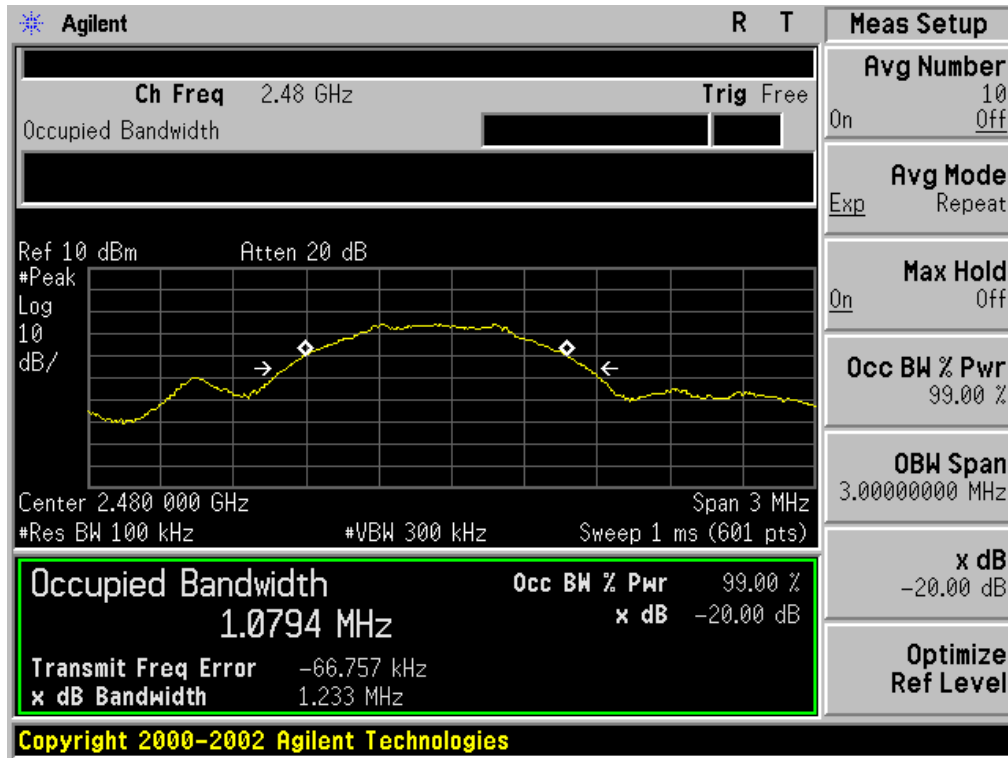 Agilent R T
Ch Freq 2.48 GHz Trig Free
Occupied Bandwidth
Ref 10 dBm Atten 20 dB
#Peak
Log
10
dB/
Center 2.480 000 GHz Span 3 MHz
#Res BW 100 kHz #VBW 300 kHz Sweep 1 ms (601 pts)
Occupied Bandwidth Occ BW % Pwr 99.00 %
1.0794 MHz x dB -20.00 dB
Transmit Freq Error -66.757 kHz
x dB Bandwidth 1.233 MHz
Copyright 2000-2002 Agilent Technologies
Meas Setup
Avg Number
10
On Off
Avg Mode
Exp Repeat
Max Hold
On Off
Occ BW % Pwr
99.00 %
OBW Span
3.00000000 MHz
x dB
-20.00 dB
Optimize
Ref Level